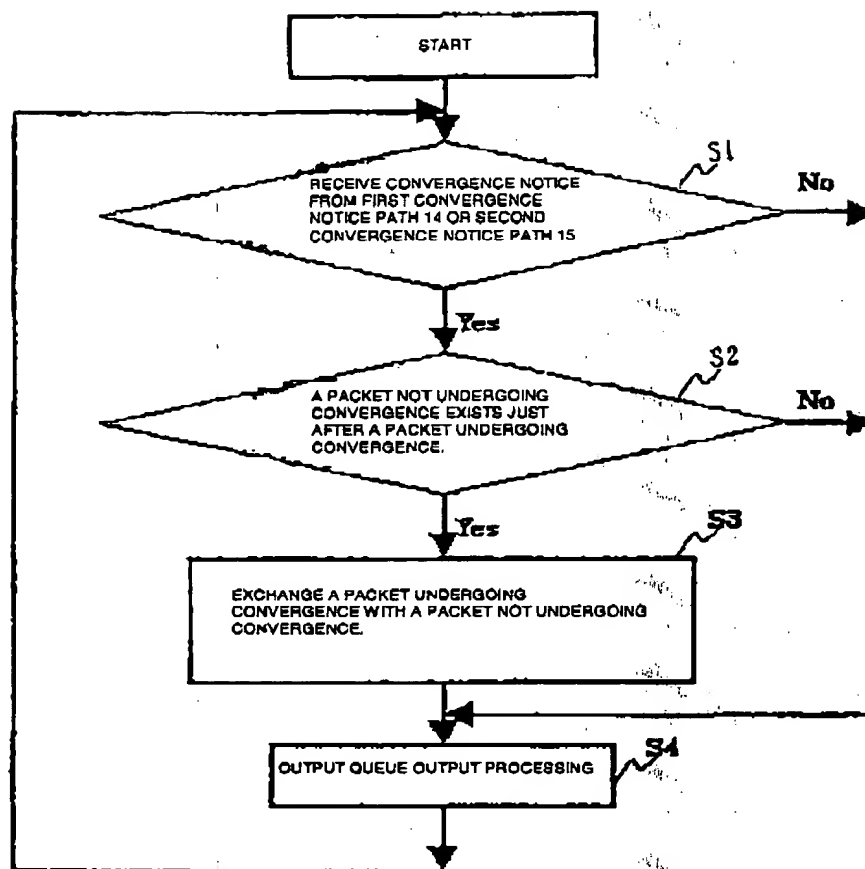 START
S1
RECEIVE CONVERGENCE NOTICE
FROM FIRST CONVERGENCE
NOTICE PATH 14 OR SECOND
CONVERGENCE NOTICE PATH 15
No
Yes
S2
A PACKET NOT UNDERGOING
CONVERGENCE EXISTS JUST
AFTER A PACKET UNDERGOING
CONVERGENCE.
No
Yes
S3
EXCHANGE A PACKET UNDERGOING
CONVERGENCE WITH A PACKET NOT UNDERGOING
CONVERGENCE.
OUTPUT QUEUE OUTPUT PROCESSING
S4